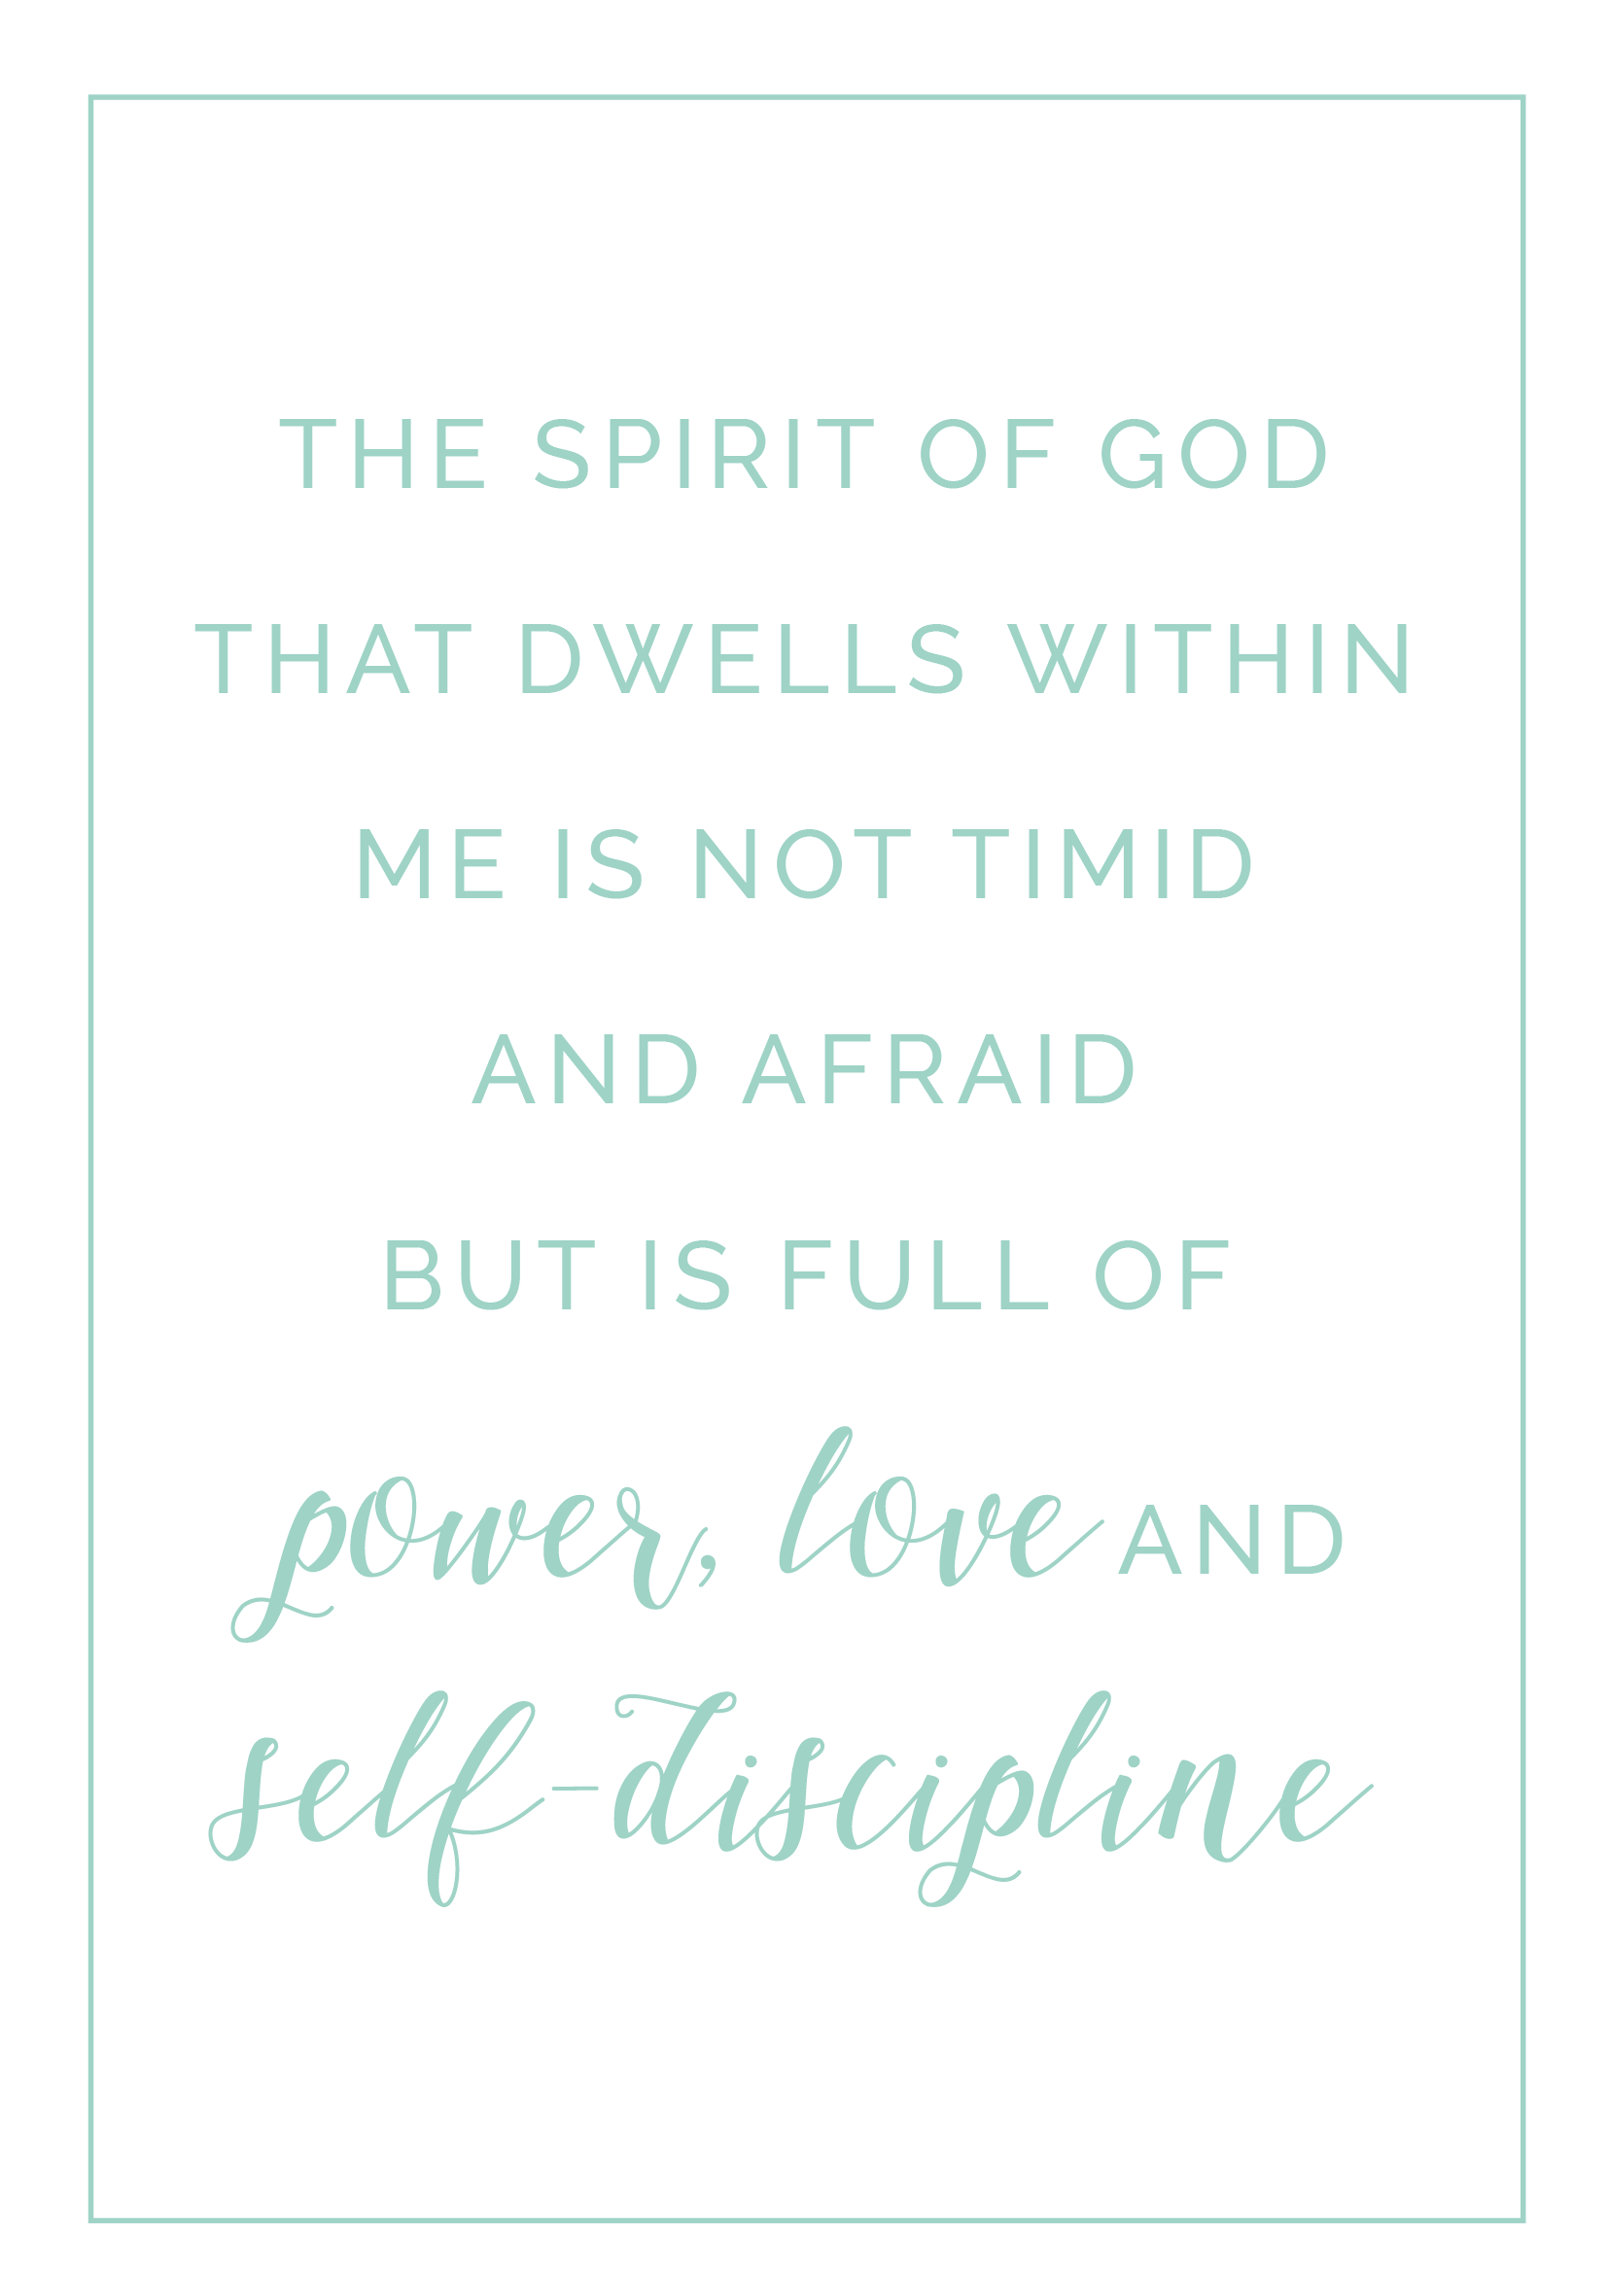 THE SPIRIT OF GOD
THAT DWELLS WITHIN
ME IS NOT TIMID
AND AFRAID
BUT IS FULL OF
power, love AND
self-discipline